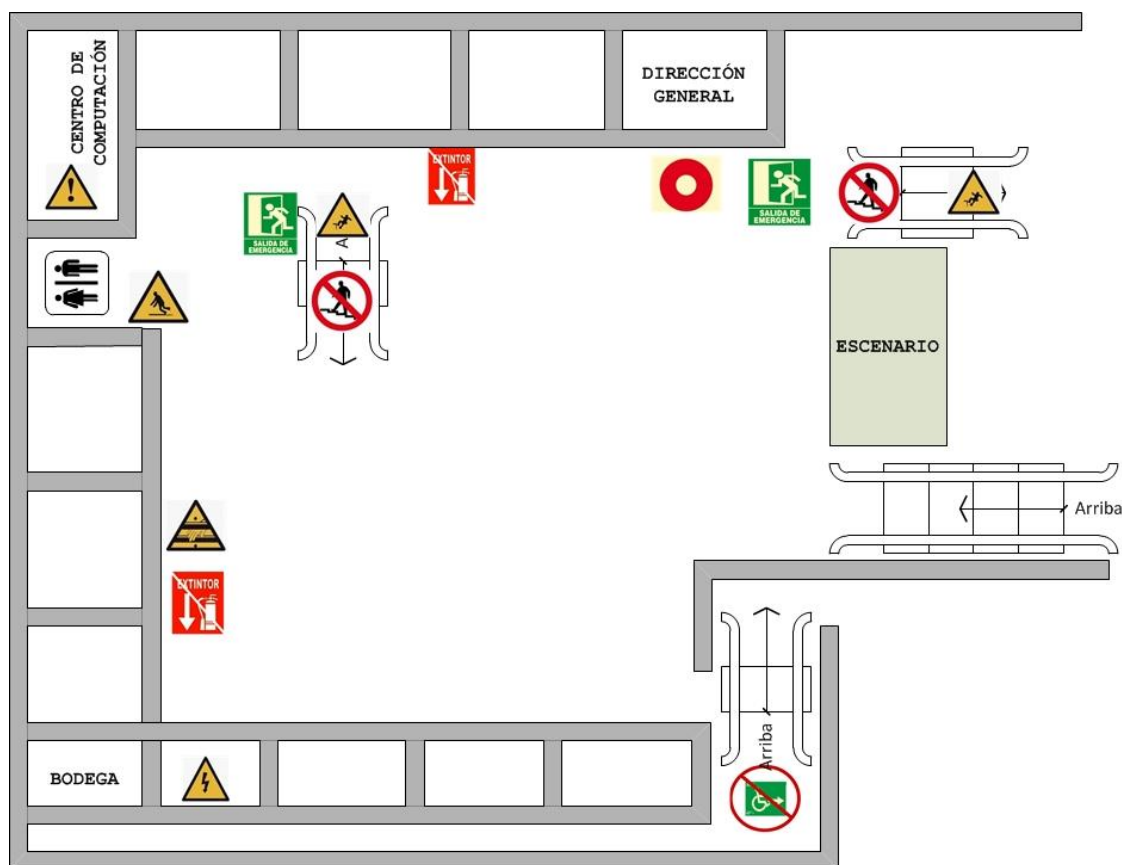 CENTRO DE
COMPUTACIÓN
DIRECCIÓN
GENERAL
EXTINTOR
SALIDA DE
EMERGENCIA
SALIDA DE
EMERGENCIA
A
ESCENARIO
Arriba
EXTINTOR
Arriba
BODEGA